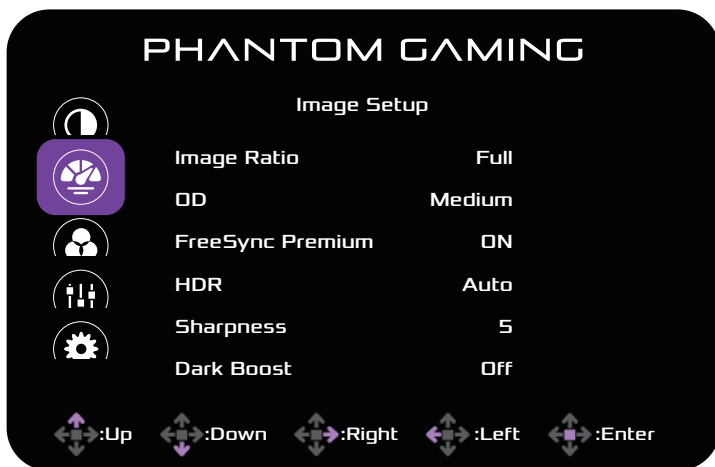 PHANTOM GAMING
Image Setup
Image Ratio Full
OD Medium
FreeSync Premium ON
HDR Auto
Sharpness 5
Dark Boost Off
:Up :Down :Right :Left :Enter